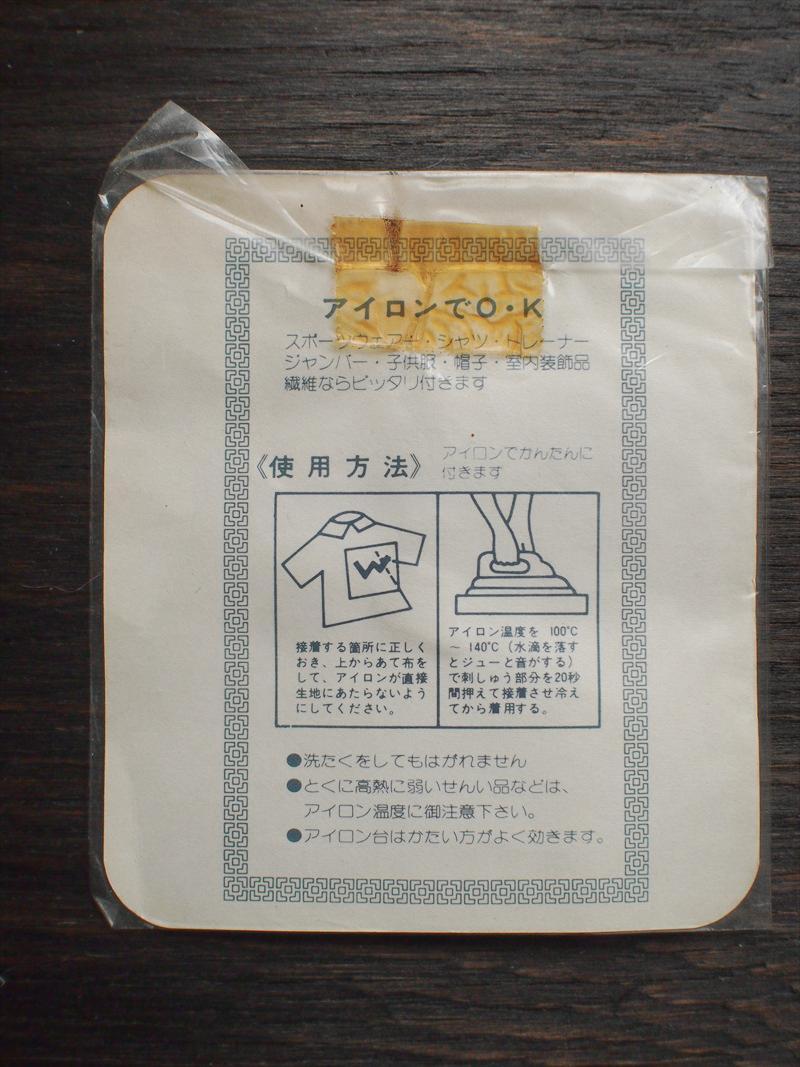 アイロンでO・K
スポーツウェアー・シャツ・トレーナー
ジャンバー・子供服・帽子・室内装飾品
繊維ならピッタリ付きます
《使用方法》
アイロンでかんたんに
付きます
W
接着する箇所に正しく
おき、上からあて布を
して、アイロンが直接
生地にあたらないよう
にしてください。
アイロン温度を 100℃
～ 140℃（水滴を落す
とジューと音がする）
で刺しゅう部分を20秒
間押えて接着させ冷え
てから着用する。
●洗たくをしてもはがれません
●とくに高熱に弱いせんい品などは、
アイロン温度に御注意下さい。
●アイロン台はかたい方がよく効きます。